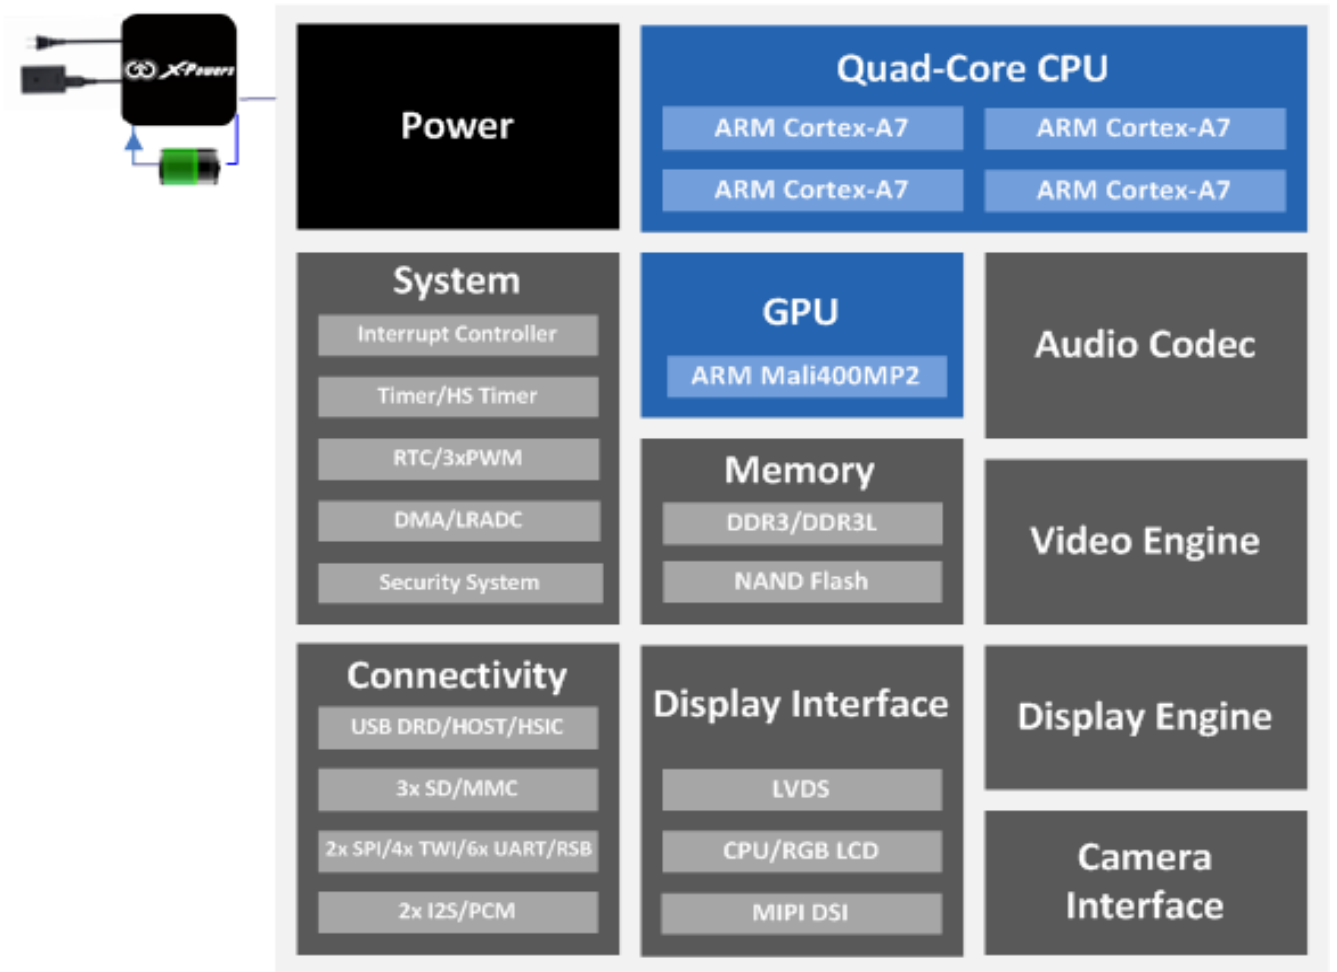 X-Powers
Power
Quad-Core CPU
ARM Cortex-A7
ARM Cortex-A7
ARM Cortex-A7
ARM Cortex-A7
System
Interrupt Controller
Timer/HS Timer
RTC/3xPWM
DMA/LRADC
Security System
GPU
ARM Mali400MP2
Audio Codec
Memory
DDR3/DDR3L
NAND Flash
Video Engine
Connectivity
USB DRD/HOST/HSIC
3x SD/MMC
2x SPI/4x TWI/6x UART/RSB
2x I2S/PCM
Display Interface
LVDS
CPU/RGB LCD
MIPI DSI
Display Engine
Camera
Interface